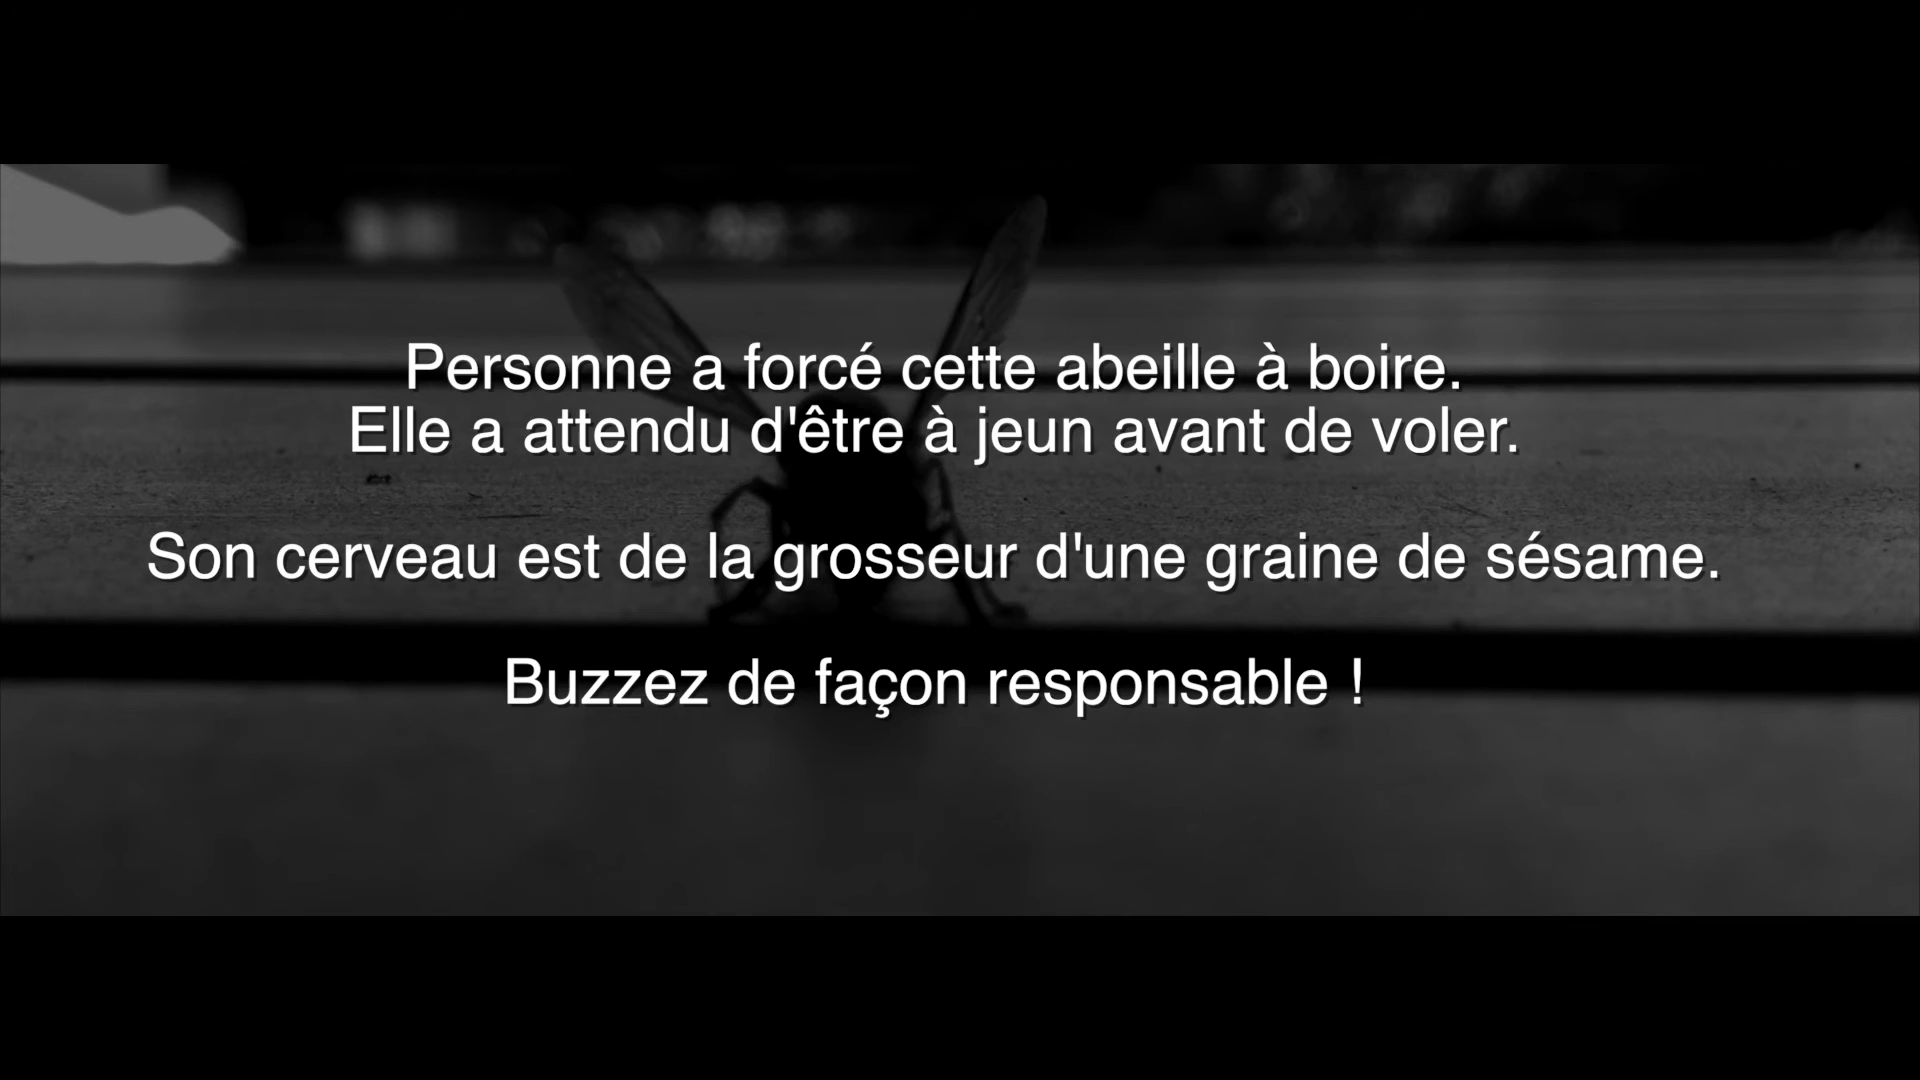 Personne a forcé cette abeille à boire.
Elle a attendu d'être à jeun avant de voler.
Son cerveau est de la grosseur d'une graine de sésame.
Buzzez de façon responsable !